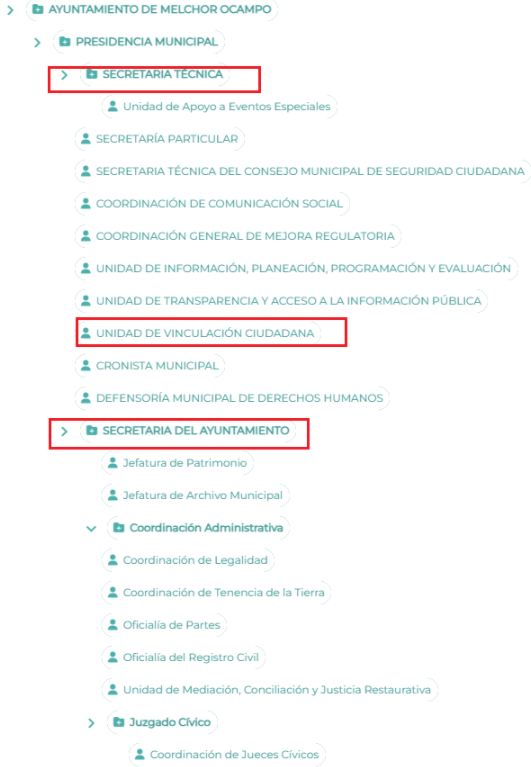 AYUNTAMIENTO DE MELCHOR OCAMPO
PRESIDENCIA MUNICIPAL
SECRETARIA TÉCNICA
Unidad de Apoyo a Eventos Especiales
SECRETARÍA PARTICULAR
SECRETARIA TÉCNICA DEL CONSEJO MUNICIPAL DE SEGURIDAD CIUDADANA
COORDINACIÓN DE COMUNICACIÓN SOCIAL
COORDINACIÓN GENERAL DE MEJORA REGULATORIA
UNIDAD DE INFORMACIÓN, PLANEACIÓN, PROGRAMACIÓN Y EVALUACIÓN
UNIDAD DE TRANSPARENCIA Y ACCESO A LA INFORMACIÓN PÚBLICA
UNIDAD DE VINCULACIÓN CIUDADANA
CRONISTA MUNICIPAL
DEFENSORÍA MUNICIPAL DE DERECHOS HUMANOS
SECRETARIA DEL AYUNTAMIENTO
Jefatura de Patrimonio
Jefatura de Archivo Municipal
Coordinación Administrativa
Coordinación de Legalidad
Coordinación de Tenencia de la Tierra
Oficialía de Partes
Oficialía del Registro Civil
Unidad de Mediación, Conciliación y Justicia Restaurativa
Juzgado Cívico
Coordinación de Jueces Cívicos